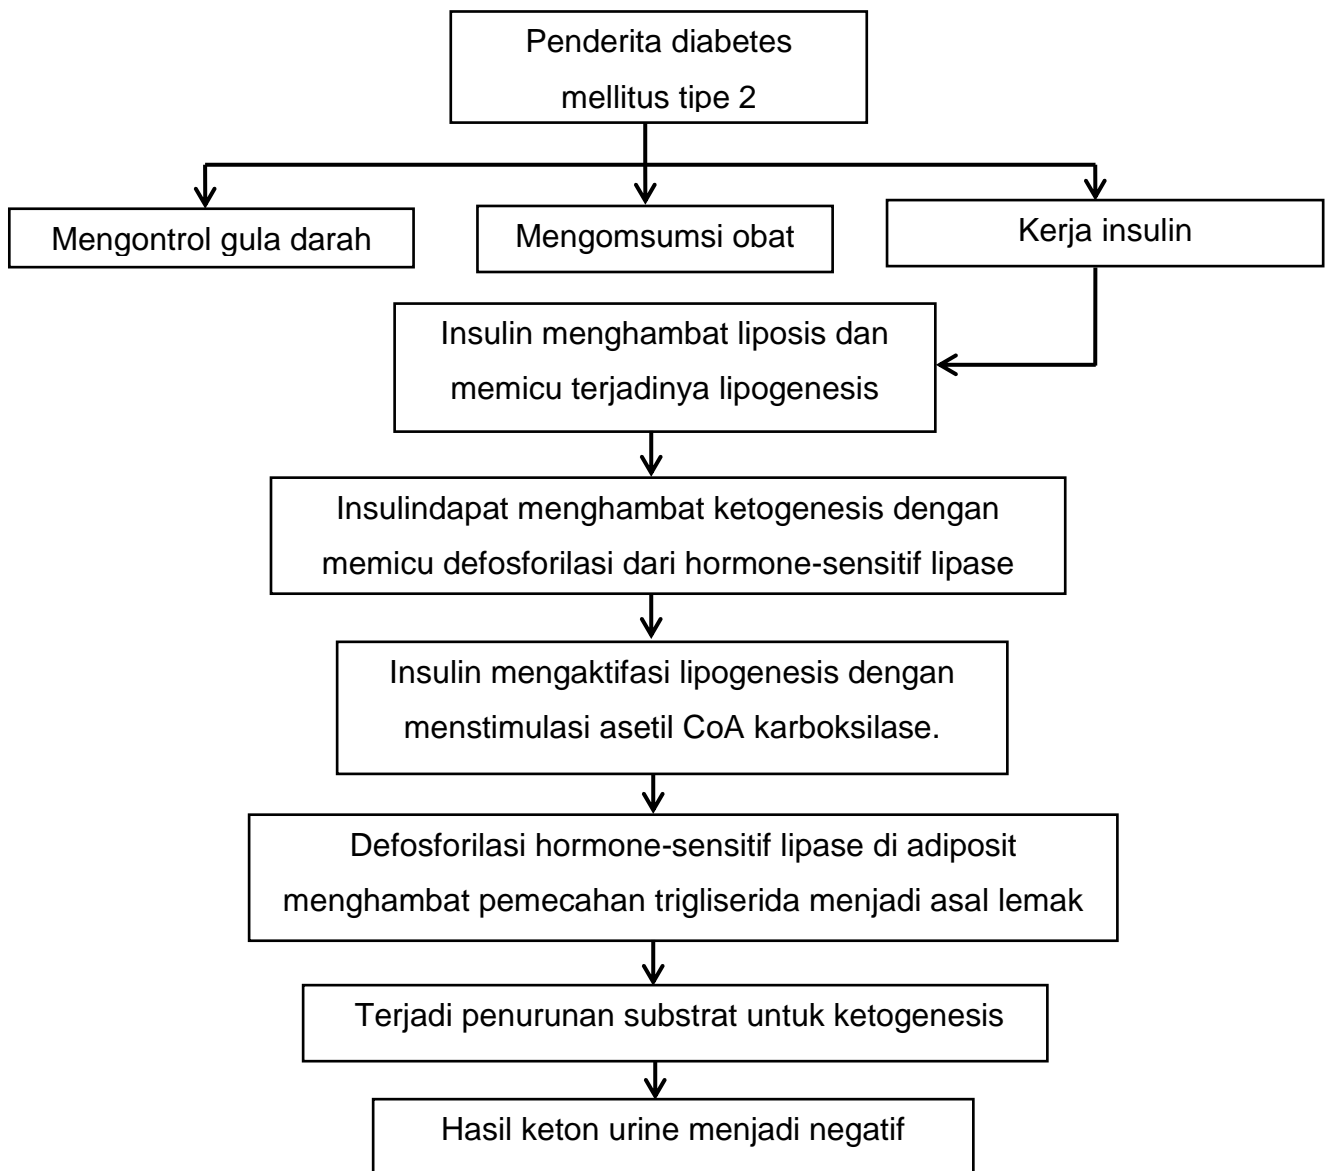 Penderita diabetes
mellitus tipe 2
Mengontrol gula darah
Mengomsumsi obat
Kerja insulin
Insulin menghambat liposis dan
memicu terjadinya lipogenesis
Insulindapat menghambat ketogenesis dengan
memicu defosforilasi dari hormone-sensitif lipase
Insulin mengaktifasi lipogenesis dengan
menstimulasi asetil CoA karboksilase.
Defosforilasi hormone-sensitif lipase di adiposit
menghambat pemecahan trigliserida menjadi asal lemak
Terjadi penurunan substrat untuk ketogenesis
Hasil keton urine menjadi negatif